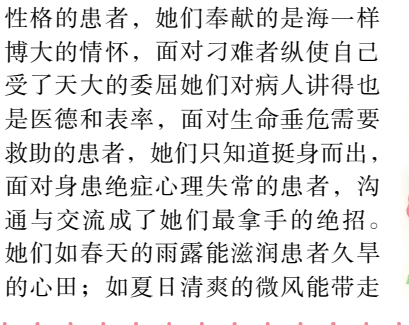 性格的患者，她们奉献的是海一样
博大的情怀，面对刁难者纵使自己
受了天大的委屈她们对病人讲得也
是医德和表率，面对生命垂危需要
救助的患者，她们只知道挺身而出，
面对身患绝症心理失常的患者，沟
通与交流成了她们最拿手的绝招。
她们如春天的雨露能滋润患者久旱
的心田；如夏日清爽的微风能带走